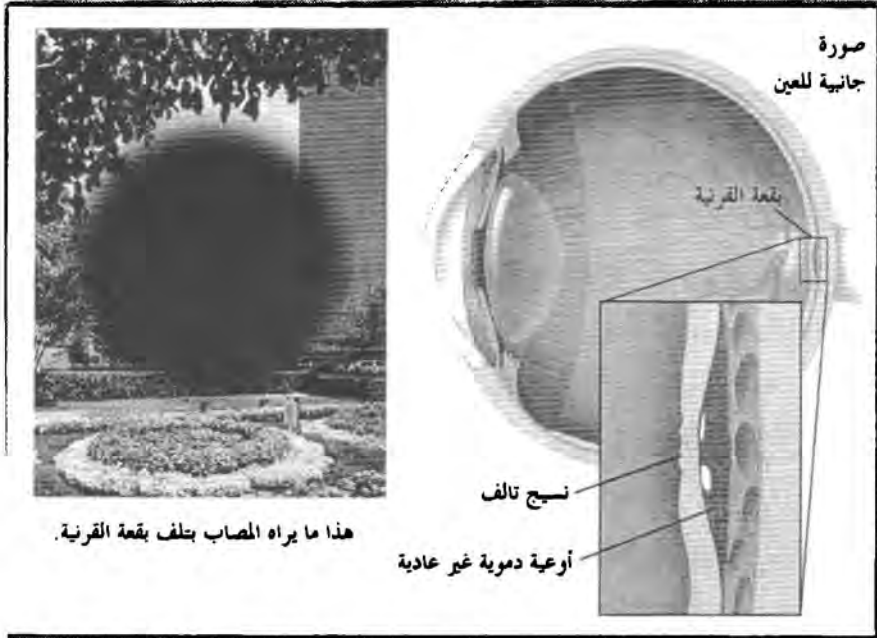 صورة
جانبية للعين
بقعة القرنية
نسيج تالف
أوعية دموية غير عادية
هذا ما يراه المصاب بتلف بقعة القرنية.